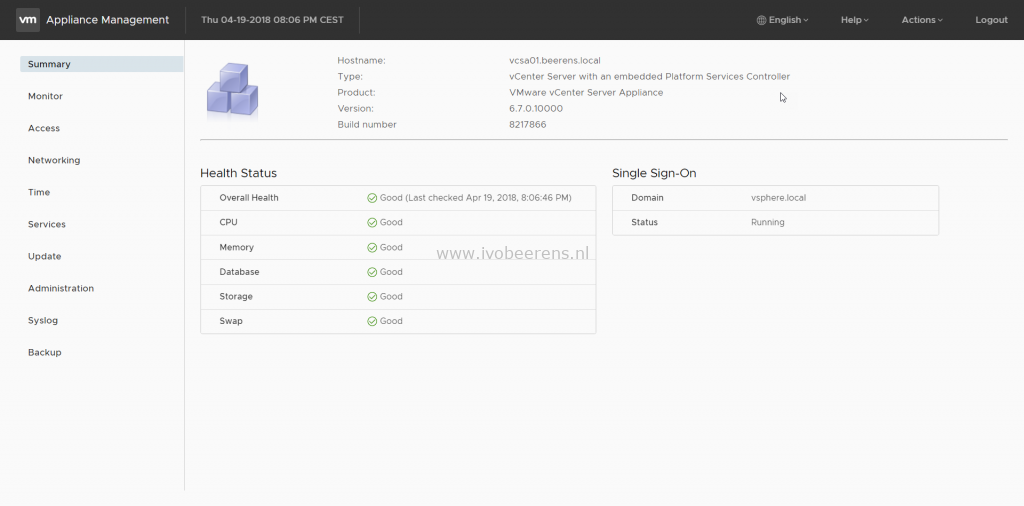 vm Appliance Management Thu 04-19-2018 08:06 PM CEST English Help Actions Logout
Summary
Monitor
Access
Networking
Time
Services
Update
Administration
Syslog
Backup
Hostname: vcsa01.beerens.local
Type: vCenter Server with an embedded Platform Services Controller
Product: VMware vCenter Server Appliance
Version: 6.7.0.10000
Build number 8217866
Health Status
Overall Health Good (Last checked Apr 19, 2018, 8:06:46 PM)
CPU Good
Memory Good
Database Good
Storage Good
Swap Good
www.ivobeerens.nl
Single Sign-On
Domain vsphere.local
Status Running